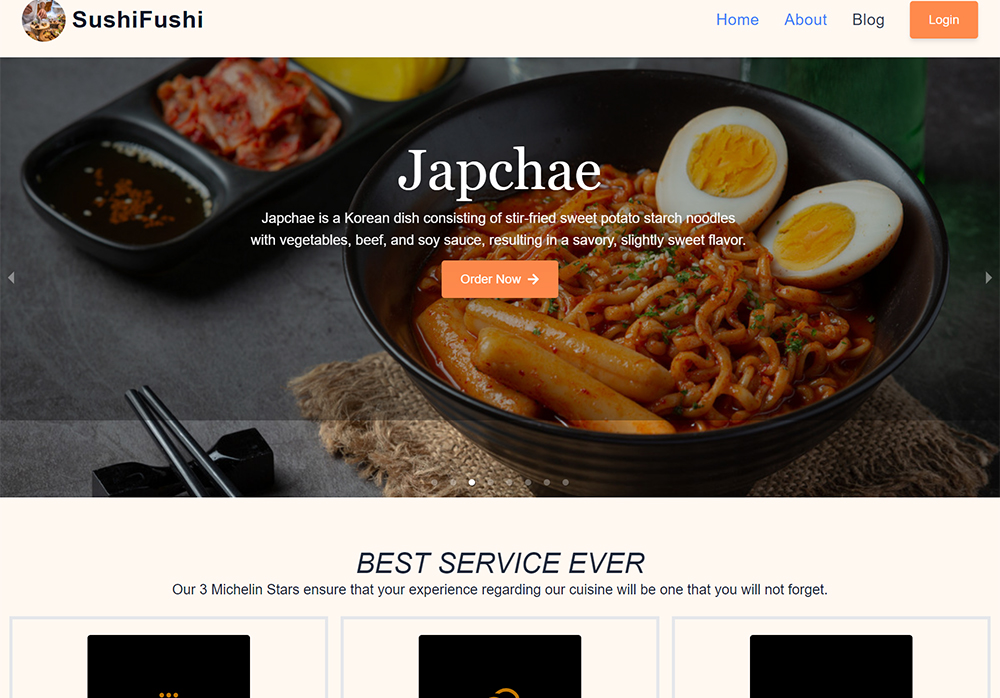 SushiFushi
Home
About
Blog
Login
Japchae
Japchae is a Korean dish consisting of stir-fried sweet potato starch noodles
with vegetables, beef, and soy sauce, resulting in a savory, slightly sweet flavor.
Order Now
BEST SERVICE EVER
Our 3 Michelin Stars ensure that your experience regarding our cuisine will be one that you will not forget.